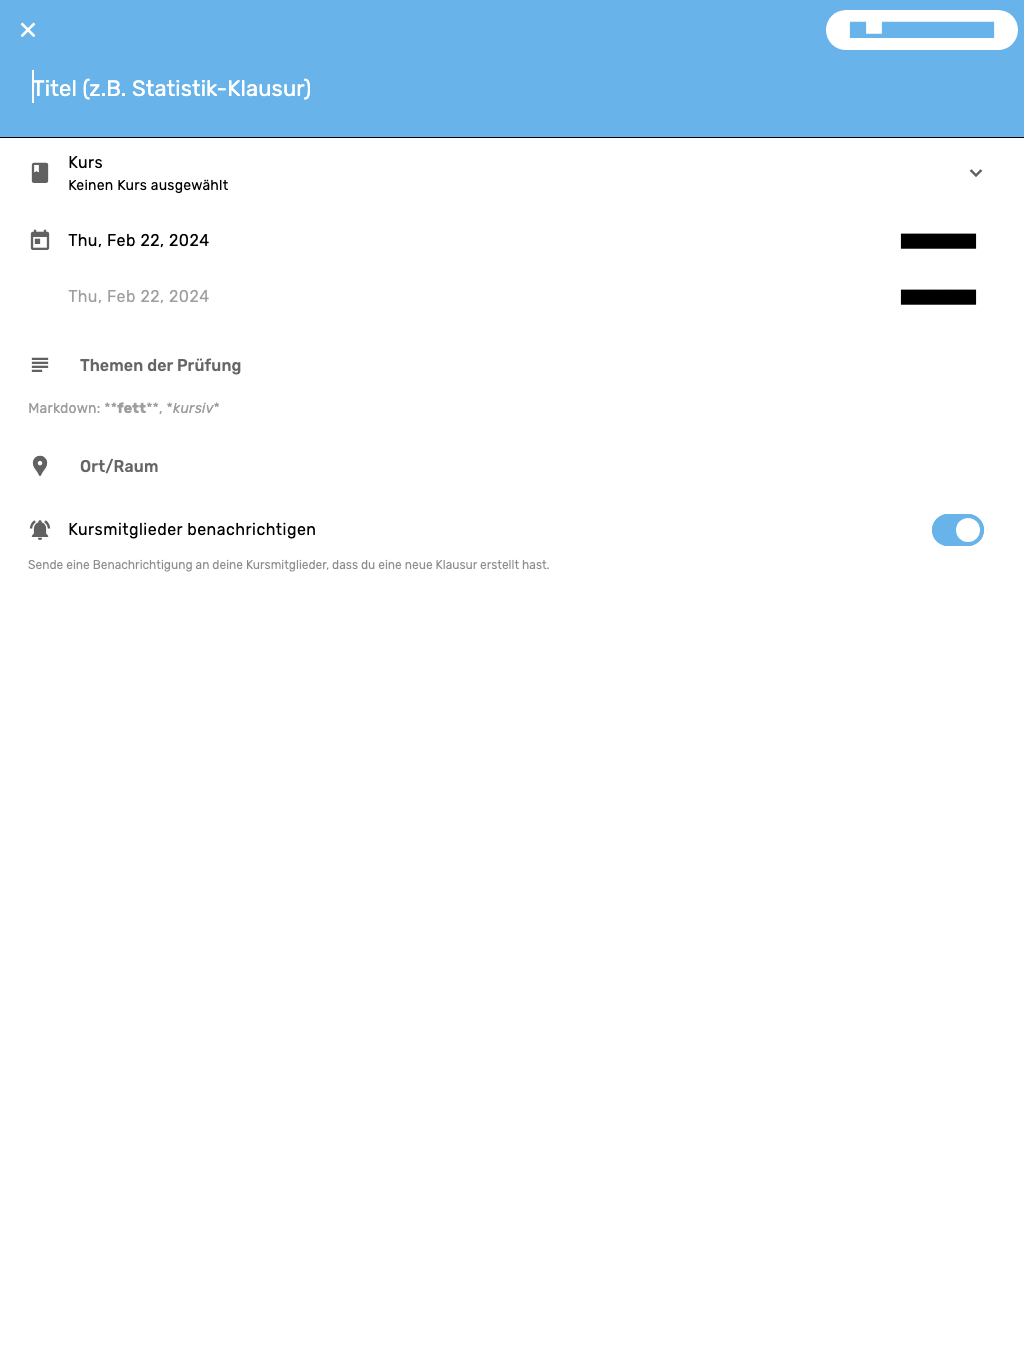 Titel (z.B. Statistik-Klausur)
Kurs
Keinen Kurs ausgewählt
Thu, Feb 22, 2024
Thu, Feb 22, 2024
Themen der Prüfung
Markdown: **fett**, *kursiv*
Ort/Raum
Kursmitglieder benachrichtigen
Sende eine Benachrichtigung an deine Kursmitglieder, dass du eine neue Klausur erstellt hast.